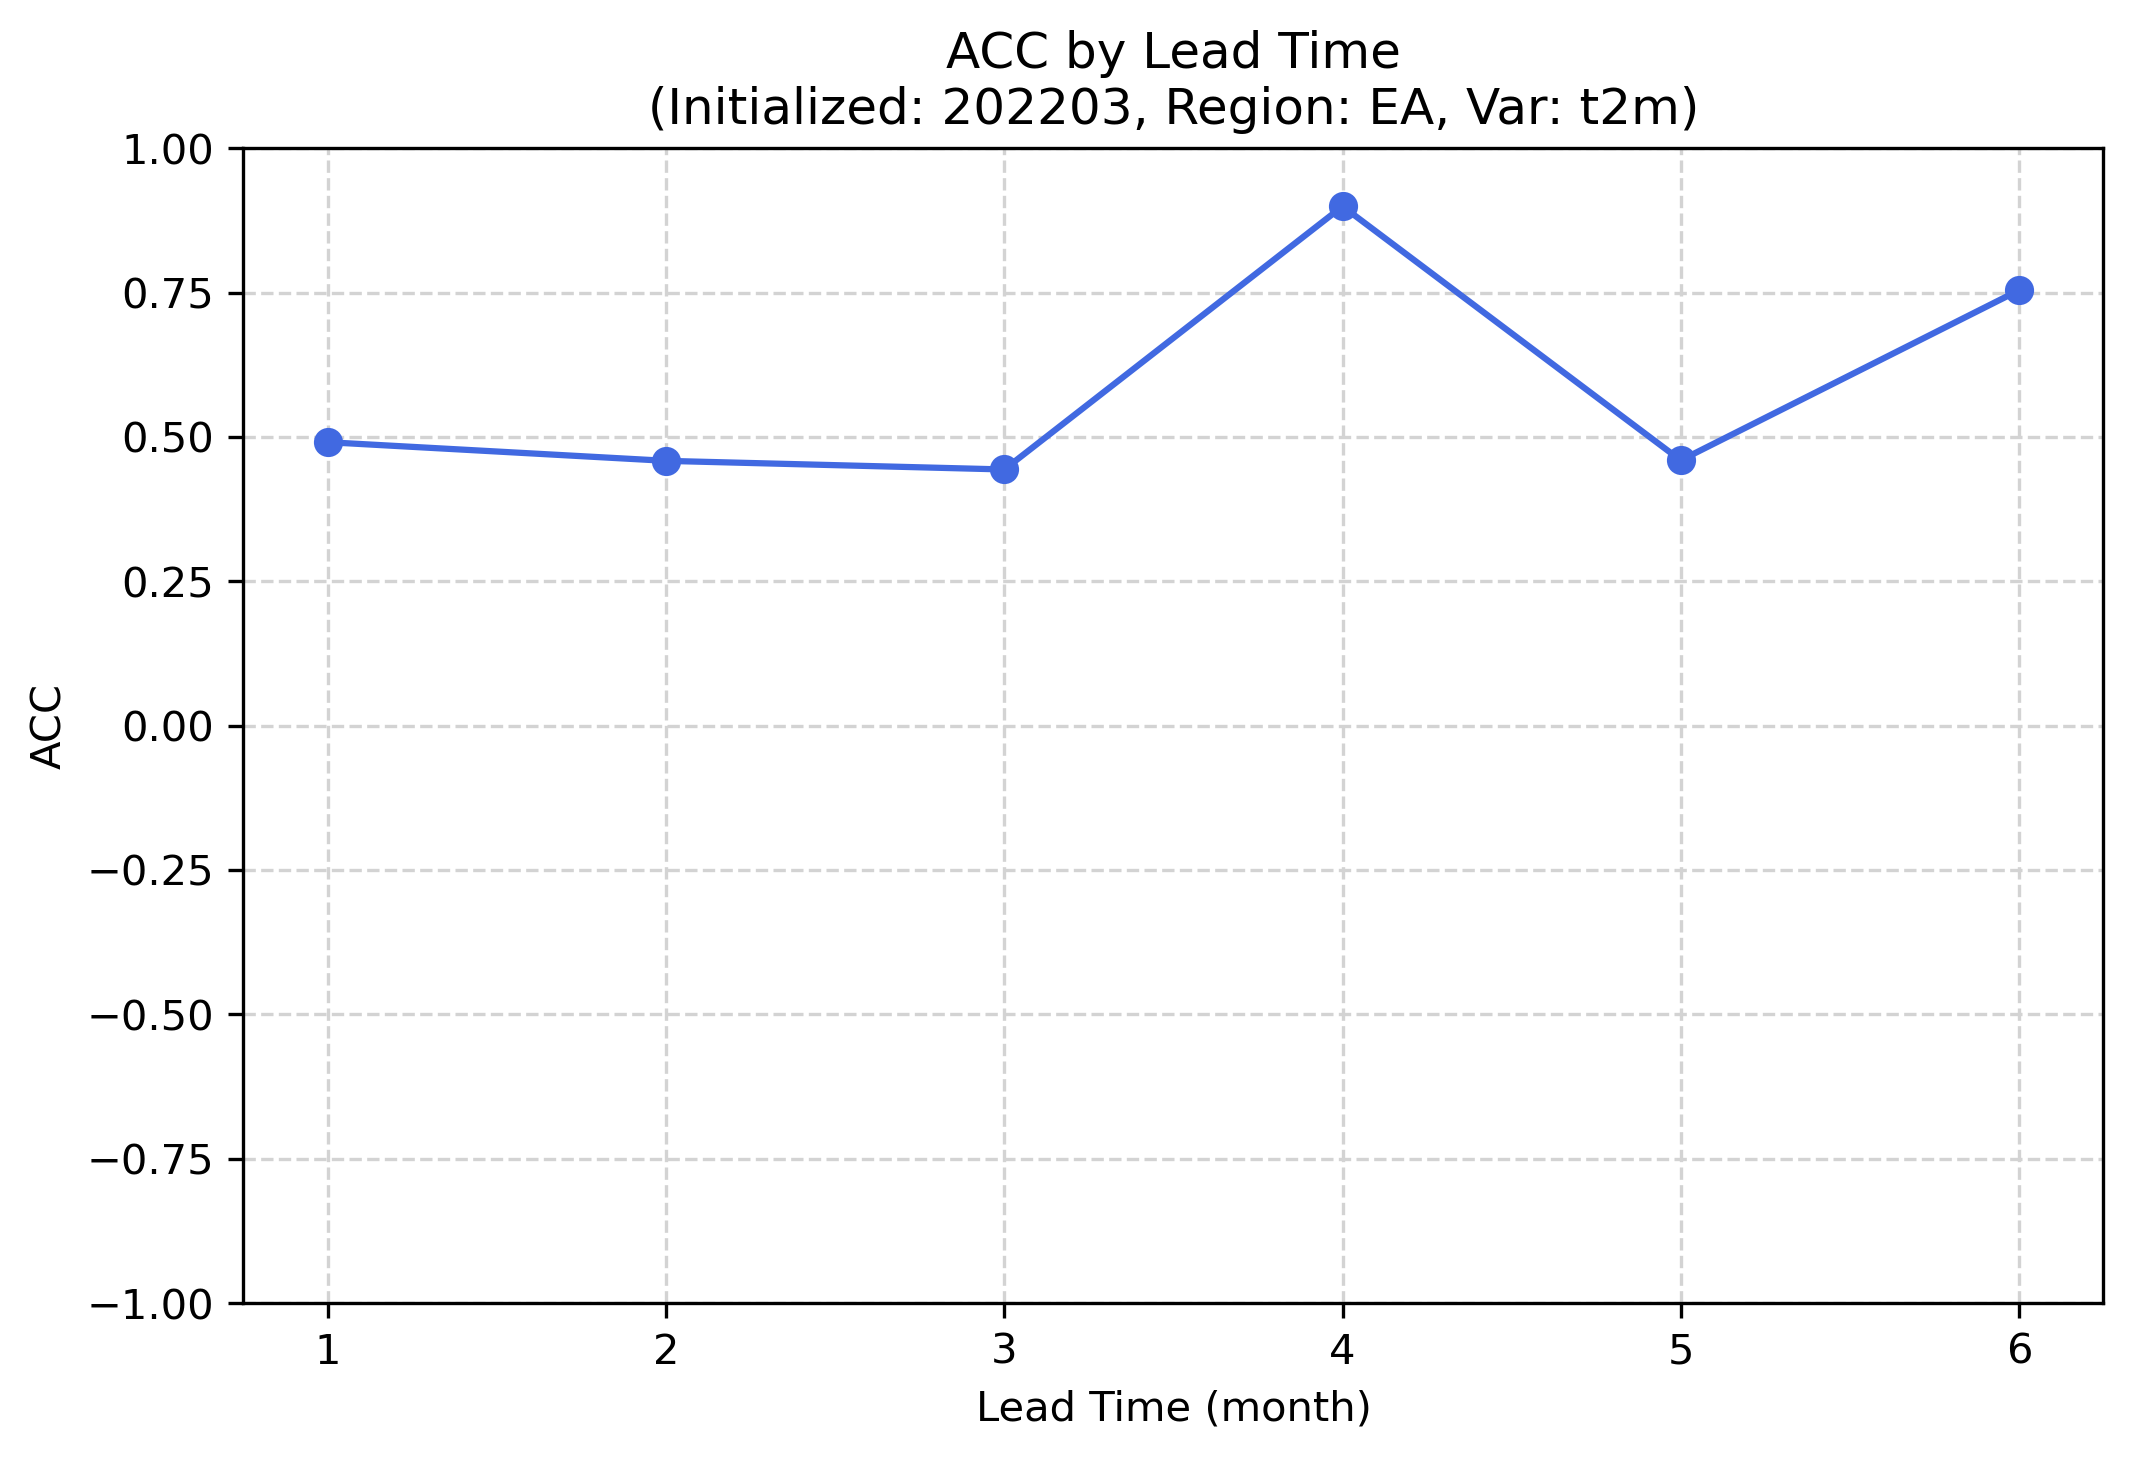 ACC by Lead Time
(Initialized: 202203, Region: EA, Var: t2m)
1.00
0.75
0.50
0.25
0.00
−0.25
−0.50
−0.75
−1.00
ACC
1 2 3 4 5 6
Lead Time (month)